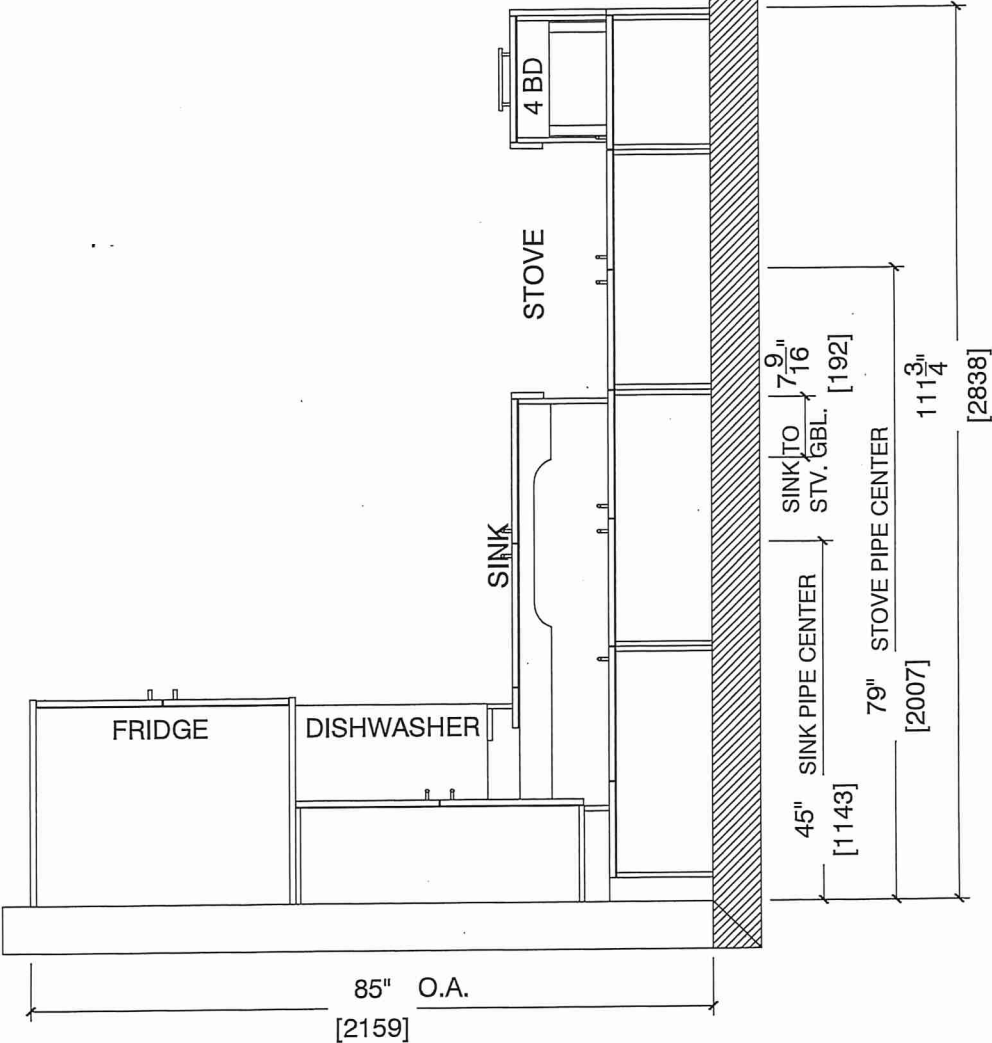 4 BD
STOVE
SINK
FRIDGE
DISHWASHER
7 9/16"
[192]
SINK TO
STV. GBL.
111 3/4"
[2838]
79" STOVE PIPE CENTER
[2007]
45" SINK PIPE CENTER
[1143]
85" O.A.
[2159]